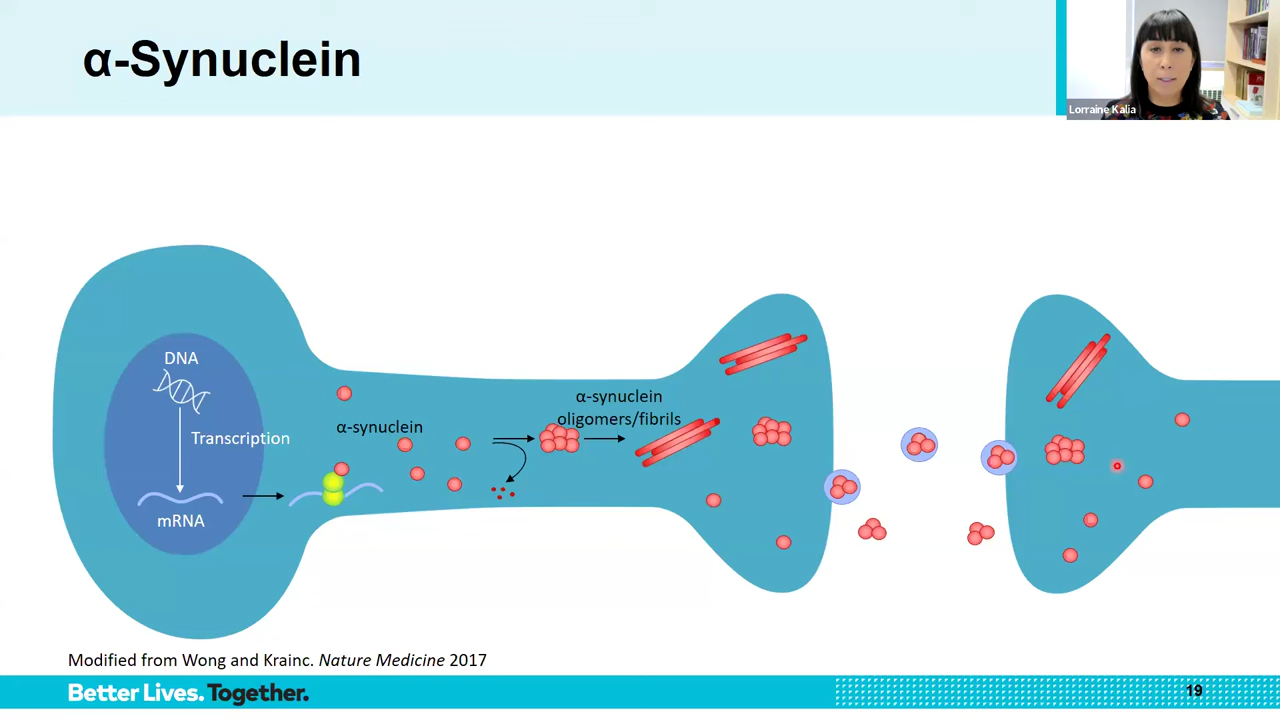 α-Synuclein
Lorraine Kalia
DNA
Transcription
mRNA
α-synuclein
α-synuclein
oligomers/fibrils
Modified from Wong and Krainc. Nature Medicine 2017
Better Lives. Together.
19